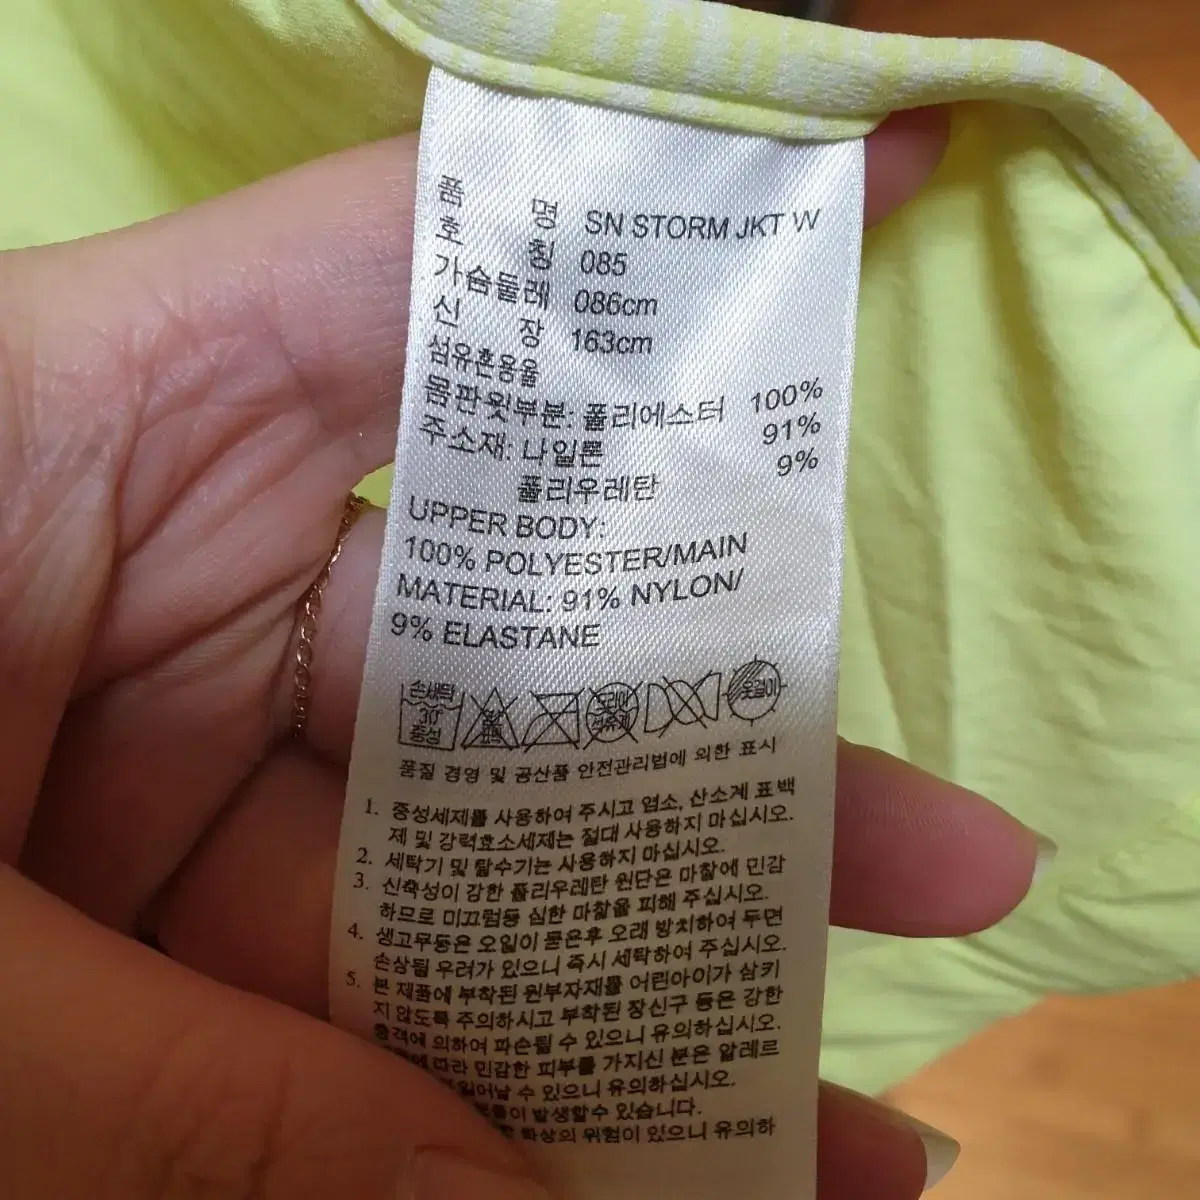 품 명 SN STORM JKT W
호 칭 085
가슴둘레 086cm
신 장 163cm
섬유혼용율
몸판윗부분: 폴리에스터 100%
주소재: 나일론 91%
폴리우레탄 9%
UPPER BODY:
100% POLYESTER/MAIN
MATERIAL: 91% NYLON/
9% ELASTANE
손세탁 30° 중성 옷걸이
품질 경영 및 공산품 안전관리법에 의한 표시
1. 중성세제를 사용하여 주시고 염소, 산소계 표백
제 및 강력효소세제는 절대 사용하지 마십시오.
2. 세탁기 및 탈수기는 사용하지 마십시오.
3. 신축성이 강한 폴리우레탄 원단은 마찰에 민감
하므로 미끄럼등 심한 마찰을 피해 주십시오.
4. 생고무등은 오일이 묻은후 오래 방치하여 두면
손상될 우려가 있으니 즉시 세탁하여 주십시오.
5. 본 제품에 부착된 원부자재를 어린아이가 삼키
지 않도록 주의하시고 부착된 장신구 등은 강한
충격에 의하여 파손될 수 있으니 유의하십시오.
따라 민감한 피부를 가지신 분은 알레르
일어날 수 있으니 유의하십시오.
발생할수 있습니다.
화상의 위험이 있으니 유의하